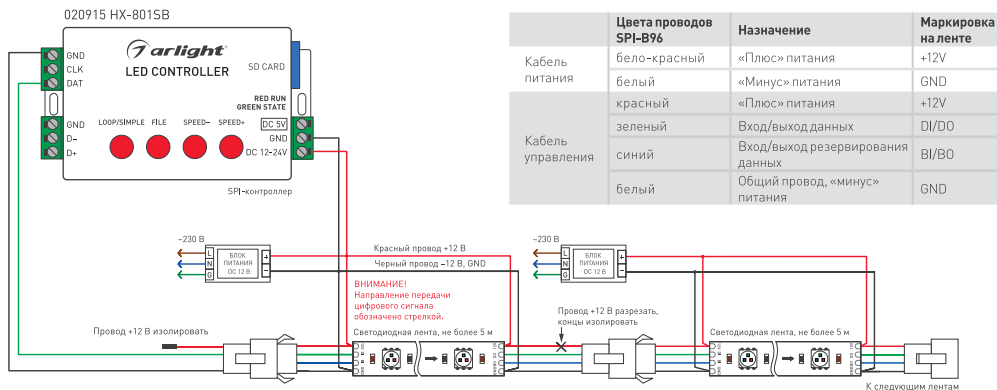 020915 HX-801SB
GND
CLK
DAT
arlight®
LED CONTROLLER
SD CARD
RED RUN
GREEN STATE
LOOP/SIMPLE FILE SPEED– SPEED+
DC 5V
GND
DC 12-24V
GND
D–
D+
SPI-контроллер
Цвета проводов SPI-B96 Назначение Маркировка на ленте
Кабель питания
бело-красный «Плюс» питания +12V
белый «Минус» питания GND
Кабель управления
красный «Плюс» питания +12V
зеленый Вход/выход данных DI/DO
синий Вход/выход резервирования данных BI/BO
белый Общий провод, «минус» питания GND
~230 В
L
N
G
БЛОК
ПИТАНИЯ
DC 12 В
+
–
Красный провод +12 В
Черный провод –12 В, GND
ВНИМАНИЕ!
Направление передачи
цифрового сигнала
обозначено стрелкой.
~230 В
L
N
G
БЛОК
ПИТАНИЯ
DC 12 В
+
–
Провод +12 В изолировать
Светодиодная лента, не более 5 м
Провод +12 В разрезать,
концы изолировать
Светодиодная лента, не более 5 м
К следующим лентам